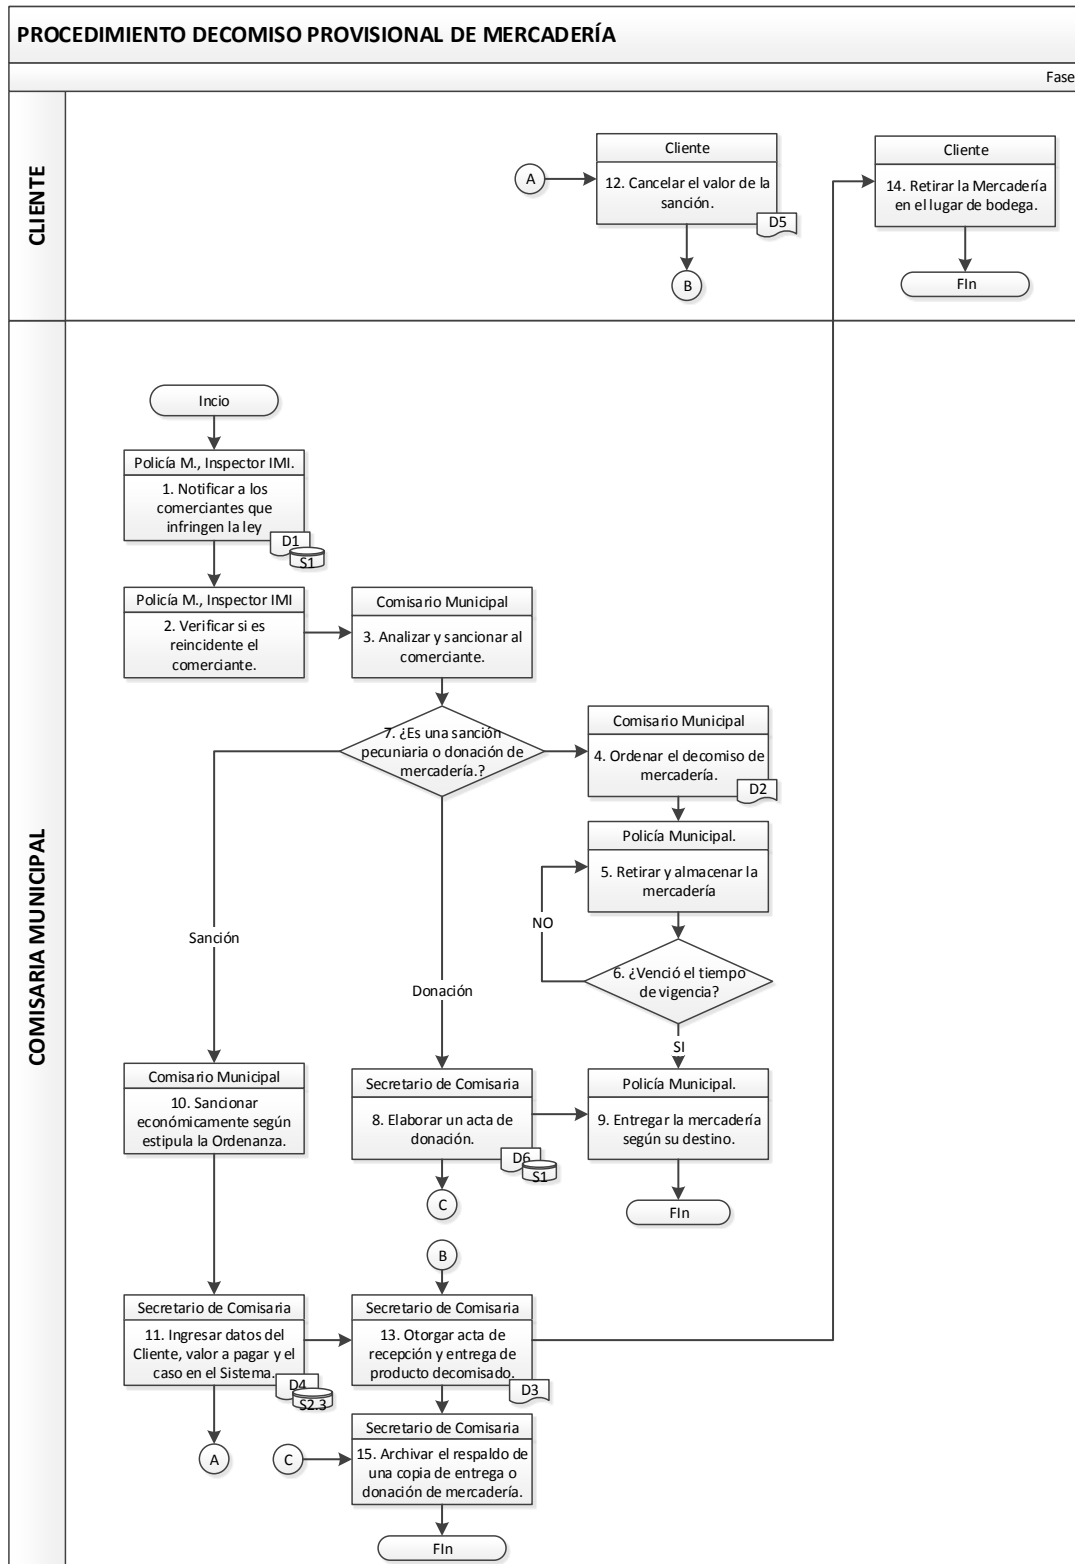 PROCEDIMIENTO DECOMISO PROVISIONAL DE MERCADERÍA
Fase
CLIENTE
Cliente
A
12. Cancelar el valor de la
sanción.
D5
B
Cliente
14. Retirar la Mercadería
en el lugar de bodega.
FIn
COMISARIA MUNICIPAL
Incio
Policía M., Inspector IMI.
1. Notificar a los
comerciantes que
infringen la ley
D1
S1
Policía M., Inspector IMI
2. Verificar si es
reincidente el
comerciante.
Comisario Municipal
3. Analizar y sancionar al
comerciante.
7. ¿Es una sanción
pecuniaria o donación de
mercadería.?
Comisario Municipal
4. Ordenar el decomiso de
mercadería.
D2
Policía Municipal.
5. Retirar y almacenar la
mercadería
NO
6. ¿Venció el tiempo
de vigencia?
SI
Sanción
Donación
Comisario Municipal
10. Sancionar
económicamente según
estipula la Ordenanza.
Secretario de Comisaria
8. Elaborar un acta de
donación.
D6
S1
C
Policía Municipal.
9. Entregar la mercadería
según su destino.
FIn
B
Secretario de Comisaria
11. Ingresar datos del
Cliente, valor a pagar y el
caso en el Sistema.
D4
S2.3
A
Secretario de Comisaria
13. Otorgar acta de
recepción y entrega de
producto decomisado.
D3
Secretario de Comisaria
C
15. Archivar el respaldo de
una copia de entrega o
donación de mercadería.
FIn